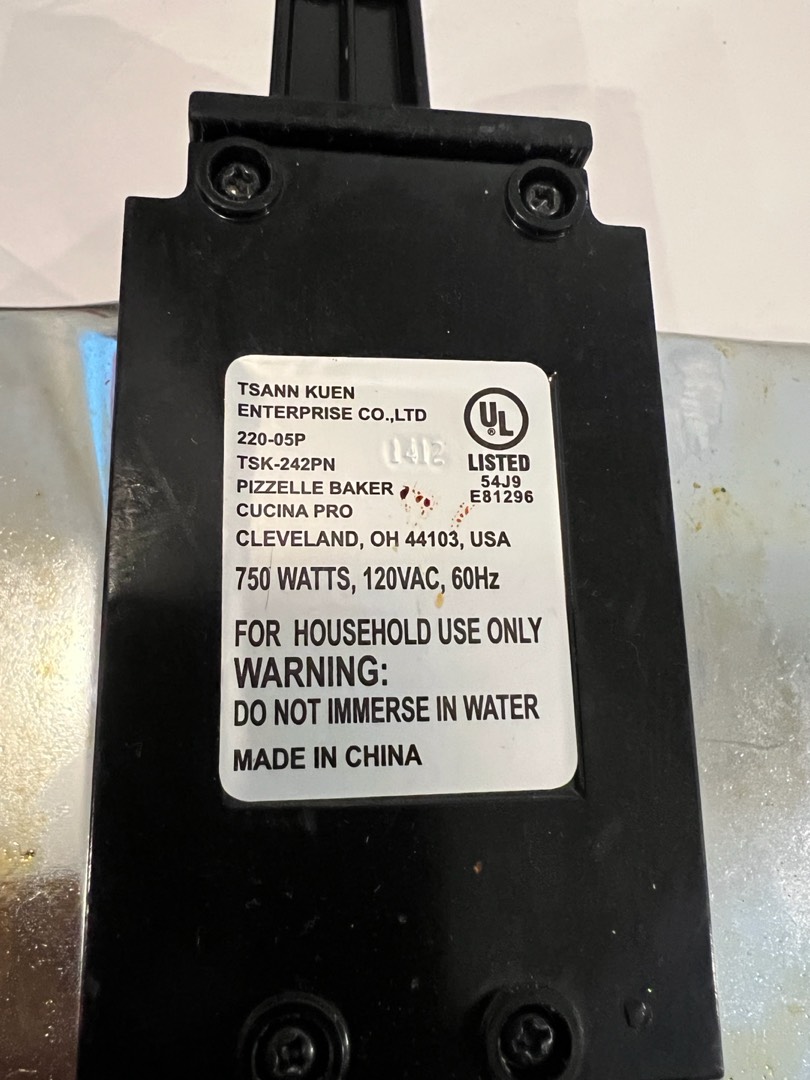 TSANN KUEN
ENTERPRISE CO.,LTD
220-05P
TSK-242PN
1412
PIZZELLE BAKER
CUCINA PRO
CLEVELAND, OH 44103, USA
UL
®
LISTED
54J9
E81296
750 WATTS, 120VAC, 60Hz
FOR HOUSEHOLD USE ONLY
WARNING:
DO NOT IMMERSE IN WATER
MADE IN CHINA